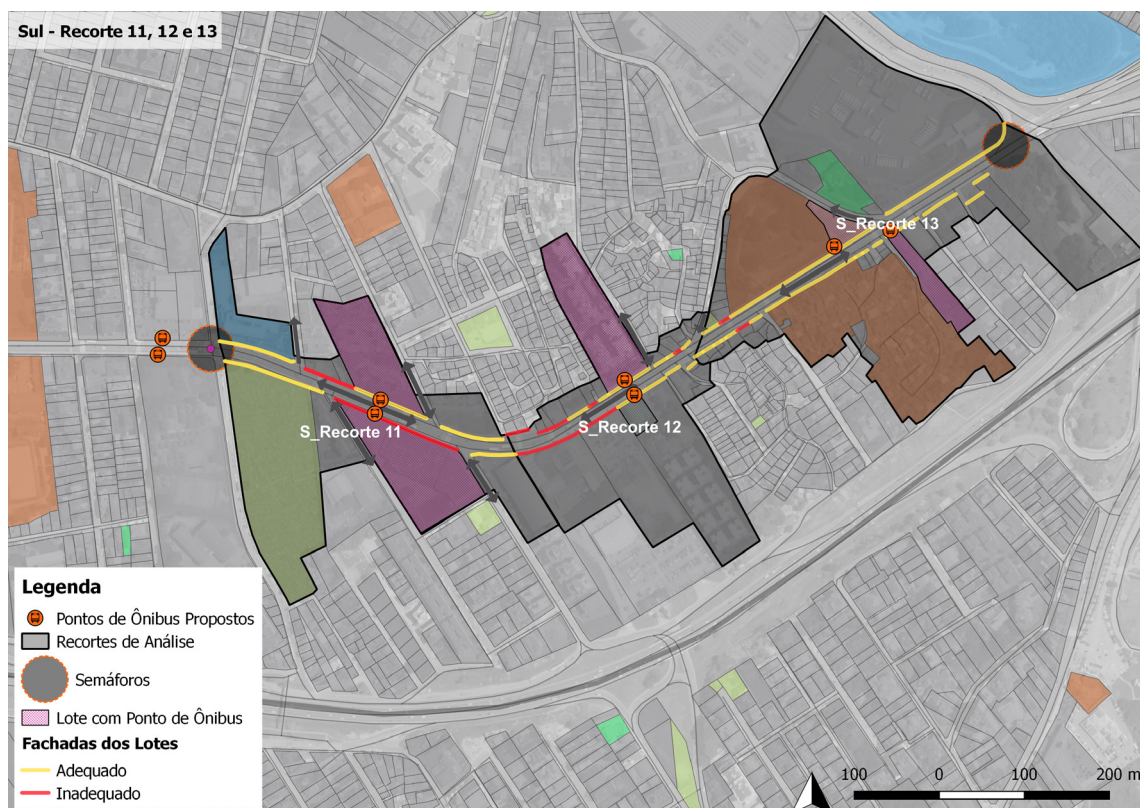 Sul - Recorte 11, 12 e 13
S_Recorte 13
S_Recorte 11
S_Recorte 12
Legenda
Pontos de Ônibus Propostos
Recortes de Análise
Semáforos
Lote com Ponto de Ônibus
Fachadas dos Lotes
Adequado
Inadequado
100 0 100 200 m